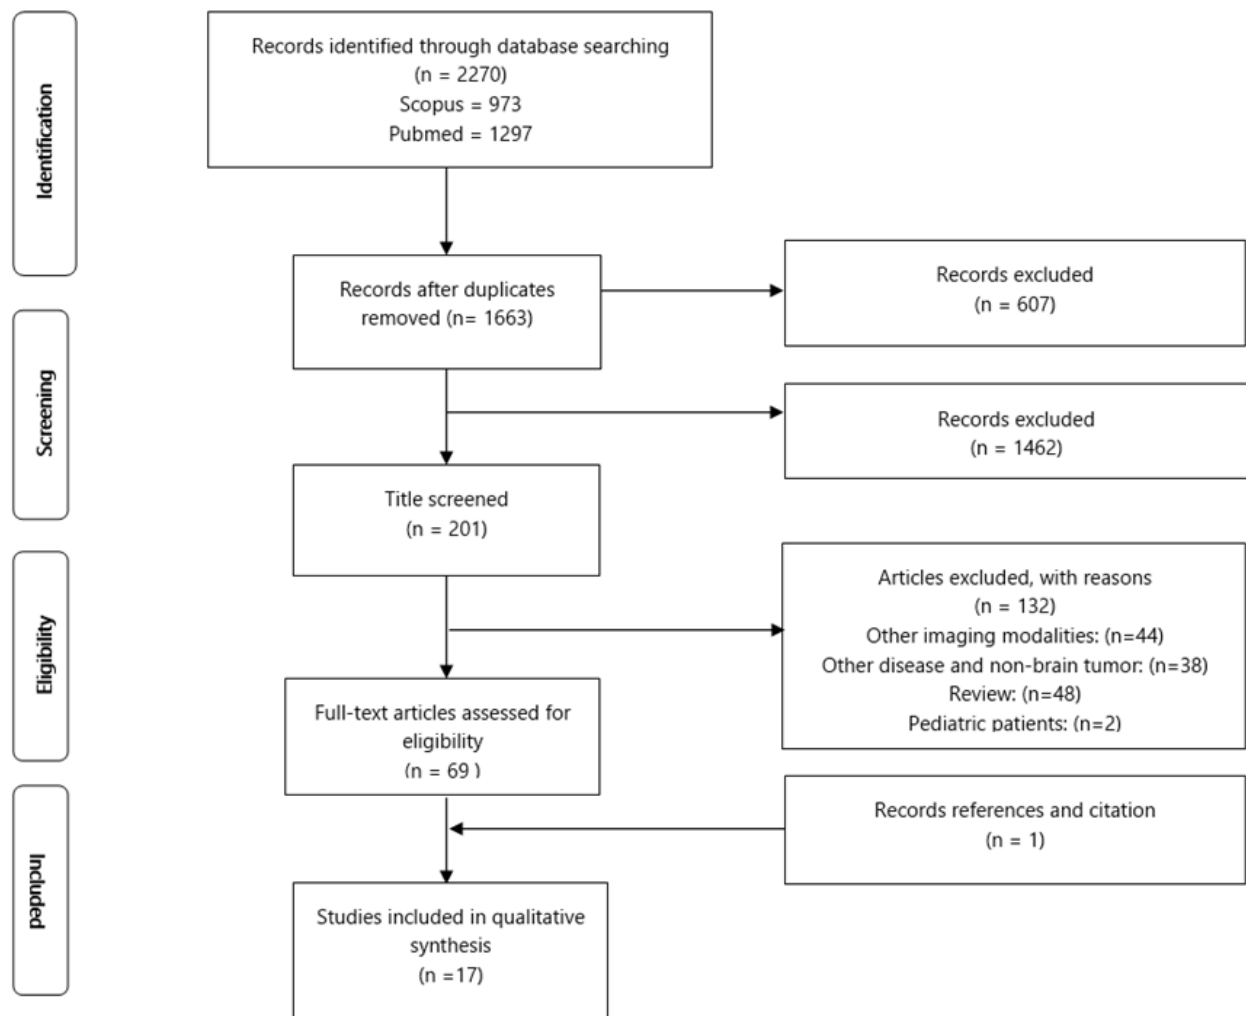 Identification
Records identified through database searching
(n = 2270)
Scopus = 973
Pubmed = 1297
Records after duplicates
removed (n= 1663)
Records excluded
(n = 607)
Screening
Records excluded
(n = 1462)
Title screened
(n = 201)
Eligibility
Articles excluded, with reasons
(n = 132)
Other imaging modalities: (n=44)
Other disease and non-brain tumor: (n=38)
Review: (n=48)
Pediatric patients: (n=2)
Full-text articles assessed for
eligibility
(n = 69 )
Included
Records references and citation
(n = 1)
Studies included in qualitative
synthesis
(n =17)